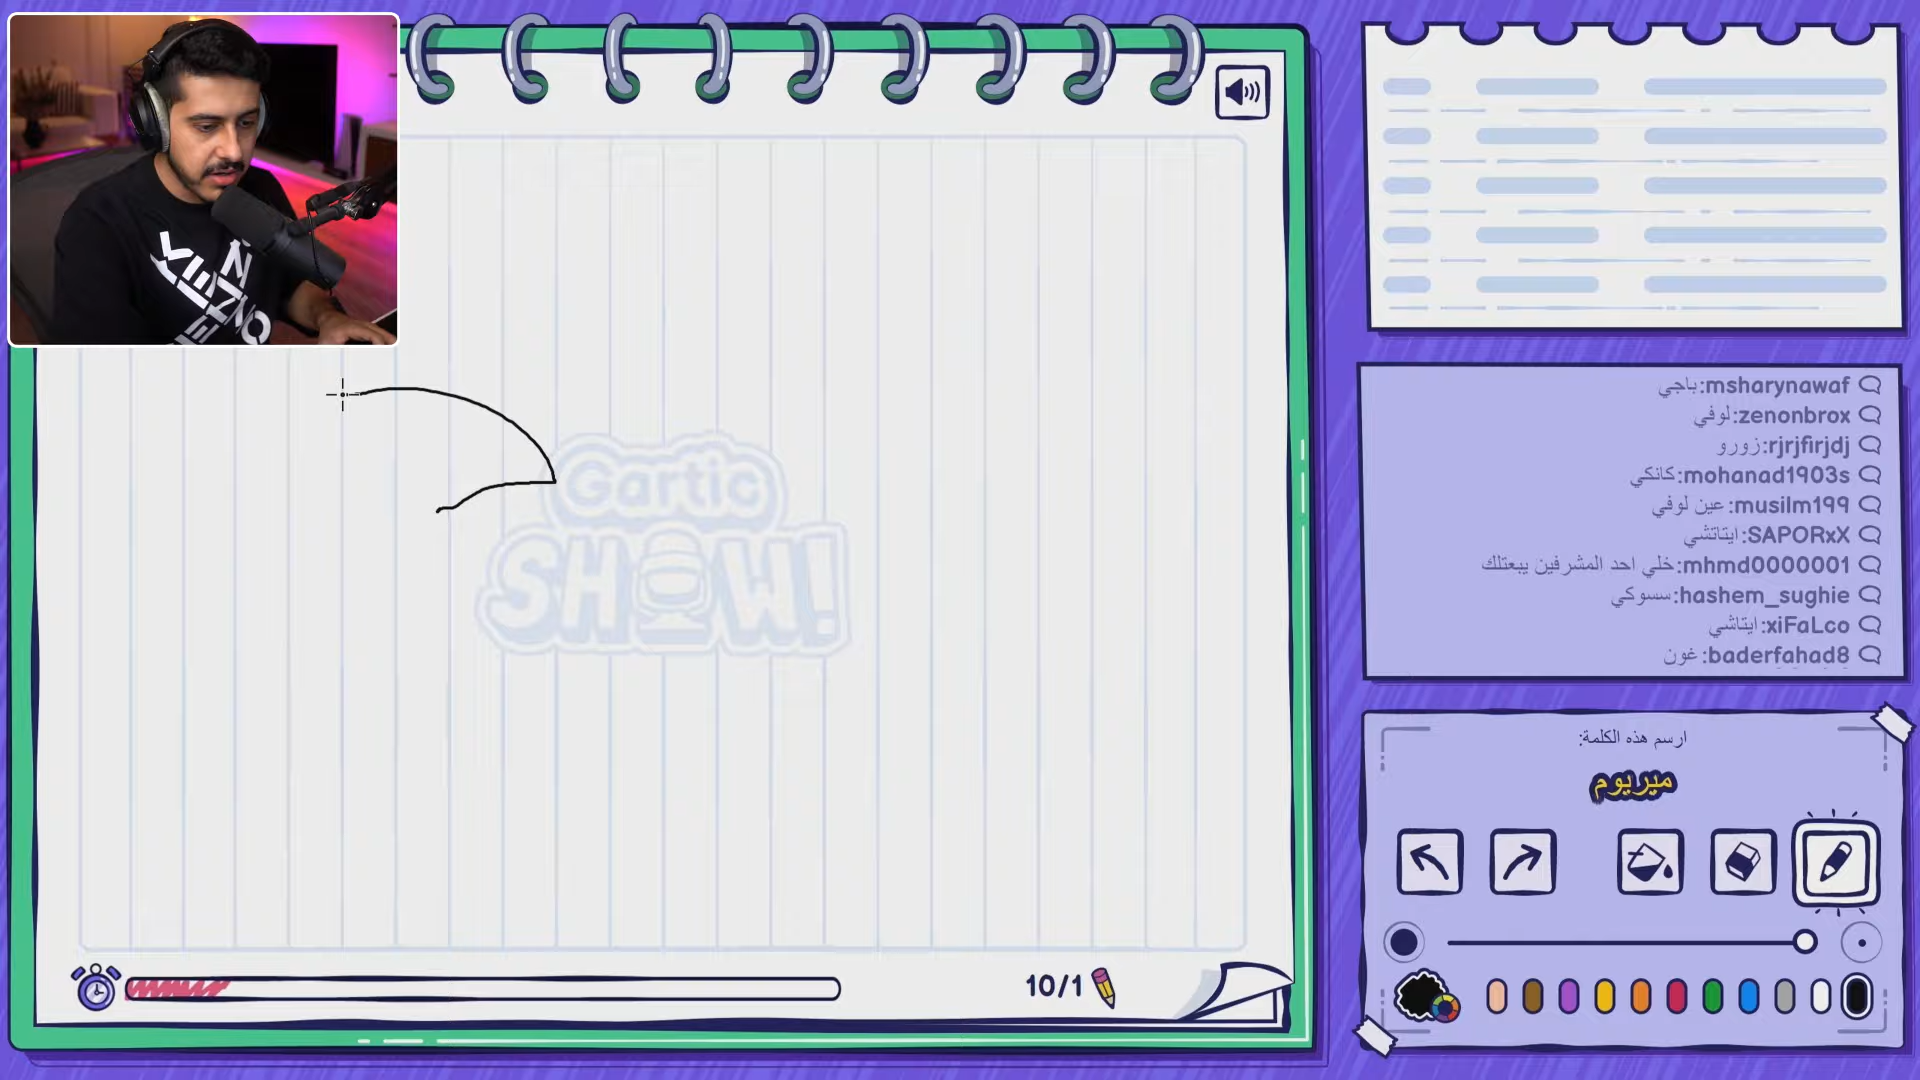 Gartic
SHOW!
msharynawaf: باجي
zenonbrox: لوفي
rjrjfirjdj: زورو
mohanad1903s: كانكي
musilm199: عين لوفي
SAPORxX: ايتاتشي
mhmd0000001: خلي احد المشرفين يبعتلك
hashem_sughie: سسوكي
xiFaLco: ايتاشي
baderfahad8: غون
ارسم هذه الكلمة:
ميريوم
10/1